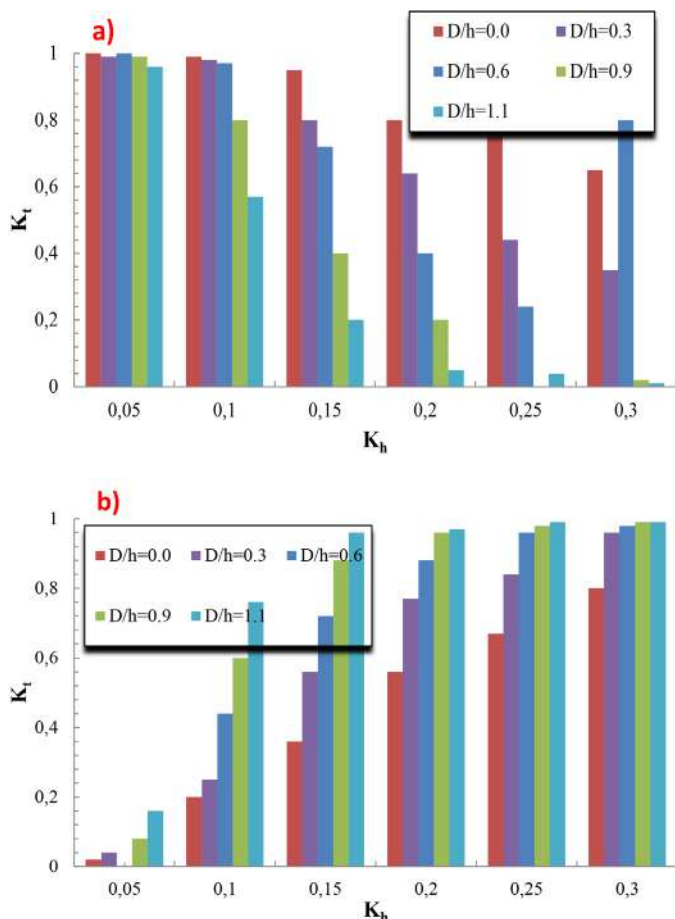 a)
D/h=0.0 D/h=0.3
D/h=0.6 D/h=0.9
D/h=1.1
1
0,8
0,6
0,4
0,2
0
Kt
0,05 0,1 0,15 0,2 0,25 0,3
Kh
b)
D/h=0.0 D/h=0.3 D/h=0.6
D/h=0.9 D/h=1.1
1
0,8
0,6
0,4
0,2
0
Kt
0,05 0,1 0,15 0,2 0,25 0,3
Kh